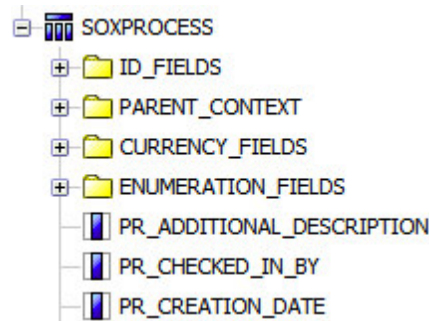 SOXPROCESS
ID_FIELDS
PARENT_CONTEXT
CURRENCY_FIELDS
ENUMERATION_FIELDS
PR_ADDITIONAL_DESCRIPTION
PR_CHECKED_IN_BY
PR_CREATION_DATE